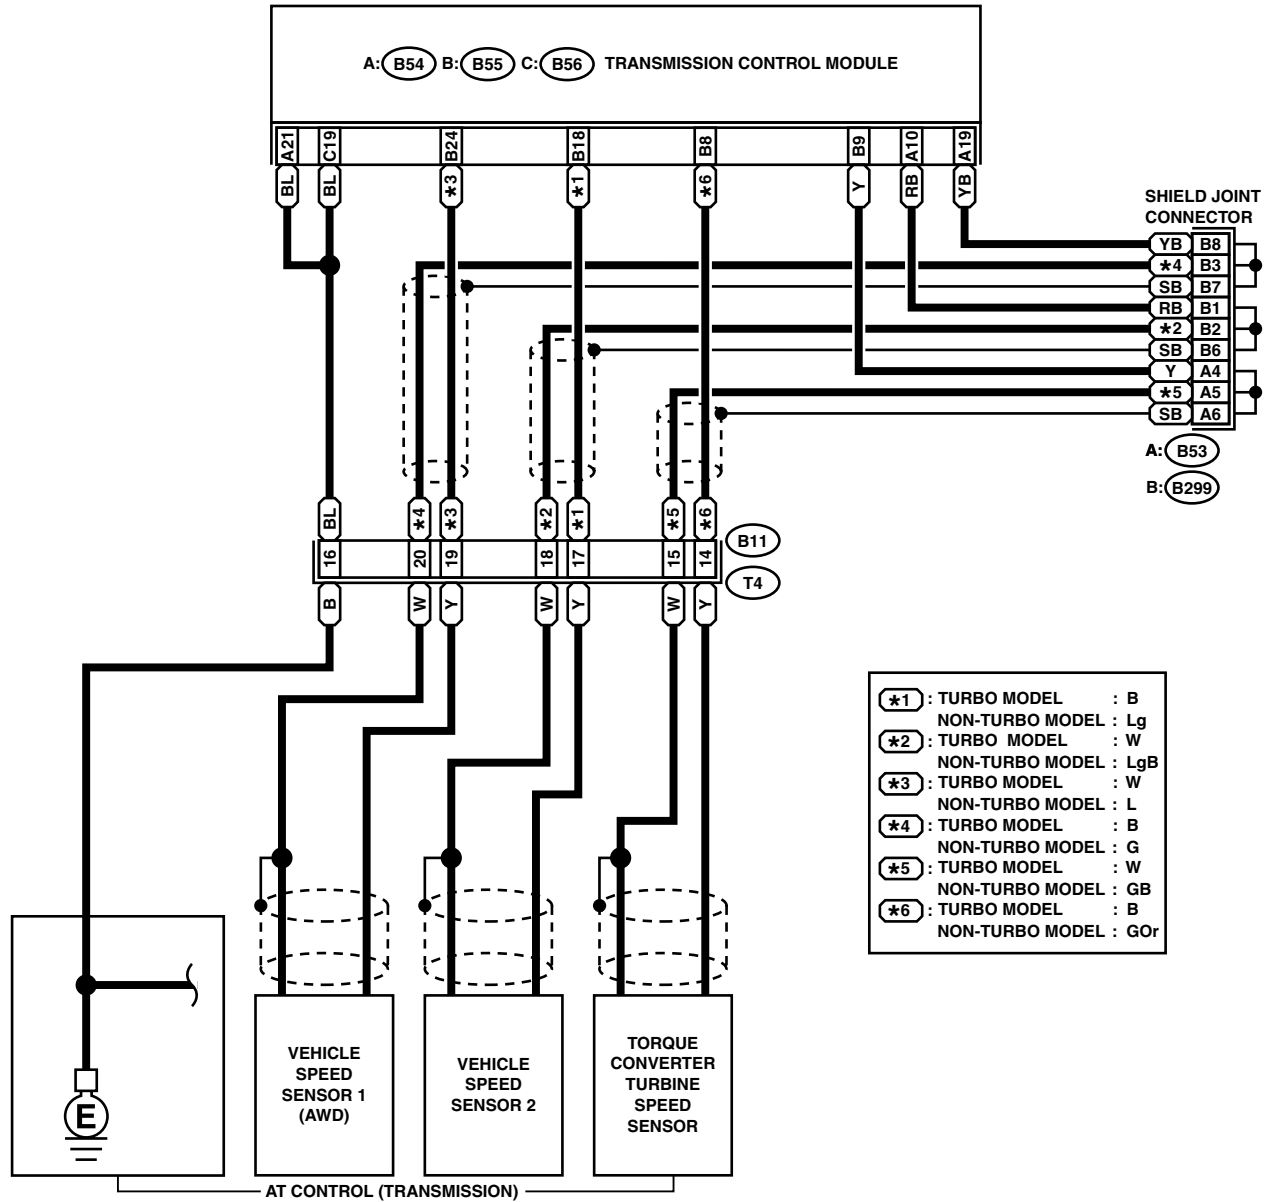 A: B54 B: B55 C: B56 TRANSMISSION CONTROL MODULE
A21 C19 B24 B18 B8 B9 A10 A19
BL BL *3 *1 *6 Y RB YB
SHIELD JOINT
CONNECTOR
YB B8
*4 B3
SB B7
RB B1
*2 B2
SB B6
Y A4
*5 A5
SB A6
A: B53
B: B299
BL *4 *3 *2 *1 *5 *6
16 20 19 18 17 15 14
B11
T4
B W Y W Y W Y
*1 : TURBO MODEL : B
NON-TURBO MODEL : Lg
*2 : TURBO MODEL : W
NON-TURBO MODEL : LgB
*3 : TURBO MODEL : W
NON-TURBO MODEL : L
*4 : TURBO MODEL : B
NON-TURBO MODEL : G
*5 : TURBO MODEL : W
NON-TURBO MODEL : GB
*6 : TURBO MODEL : B
NON-TURBO MODEL : GOr
E
VEHICLE
SPEED
SENSOR 1
(AWD)
VEHICLE
SPEED
SENSOR 2
TORQUE
CONVERTER
TURBINE
SPEED
SENSOR
AT CONTROL (TRANSMISSION)